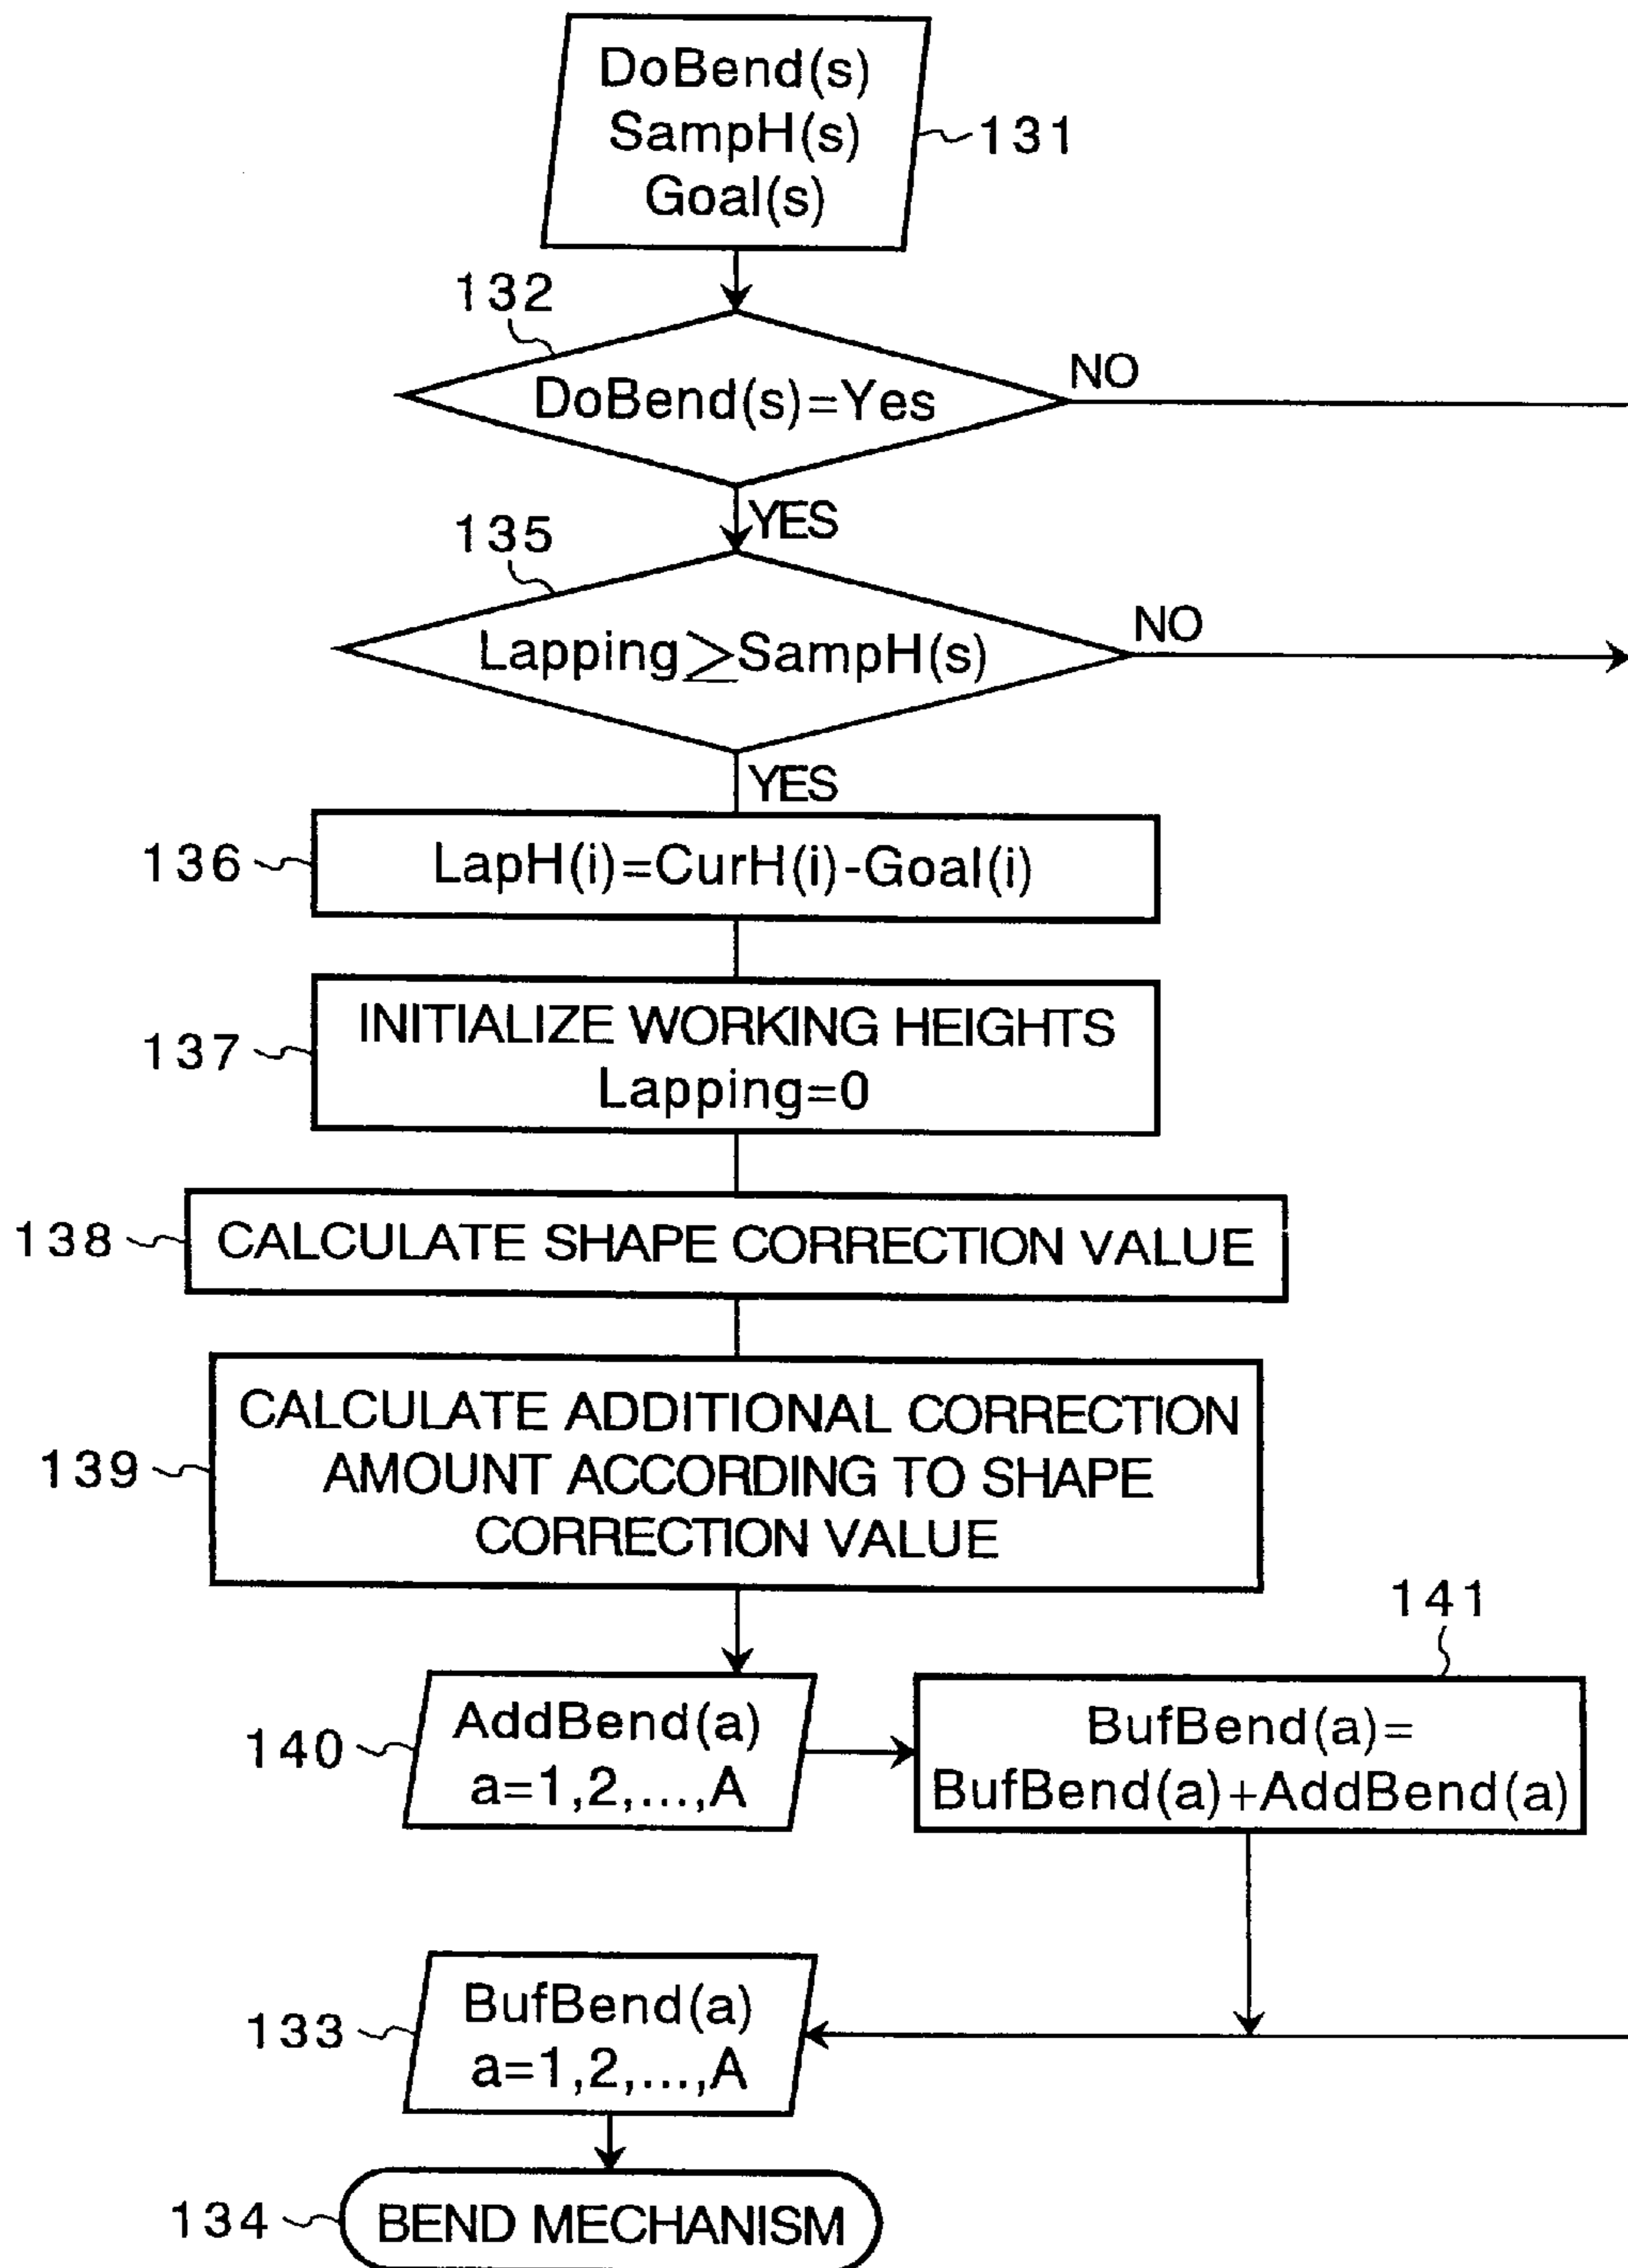 DoBend(s)
SampH(s)
Goal(s)
131
132
DoBend(s)=Yes
NO
YES
135
Lapping≥SampH(s)
NO
YES
136
LapH(i)=CurH(i)-Goal(i)
137
INITIALIZE WORKING HEIGHTS
Lapping=0
138
CALCULATE SHAPE CORRECTION VALUE
139
CALCULATE ADDITIONAL CORRECTION
AMOUNT ACCORDING TO SHAPE
CORRECTION VALUE
140
AddBend(a)
a=1,2,...,A
141
BufBend(a)=
BufBend(a)+AddBend(a)
133
BufBend(a)
a=1,2,...,A
134
BEND MECHANISM